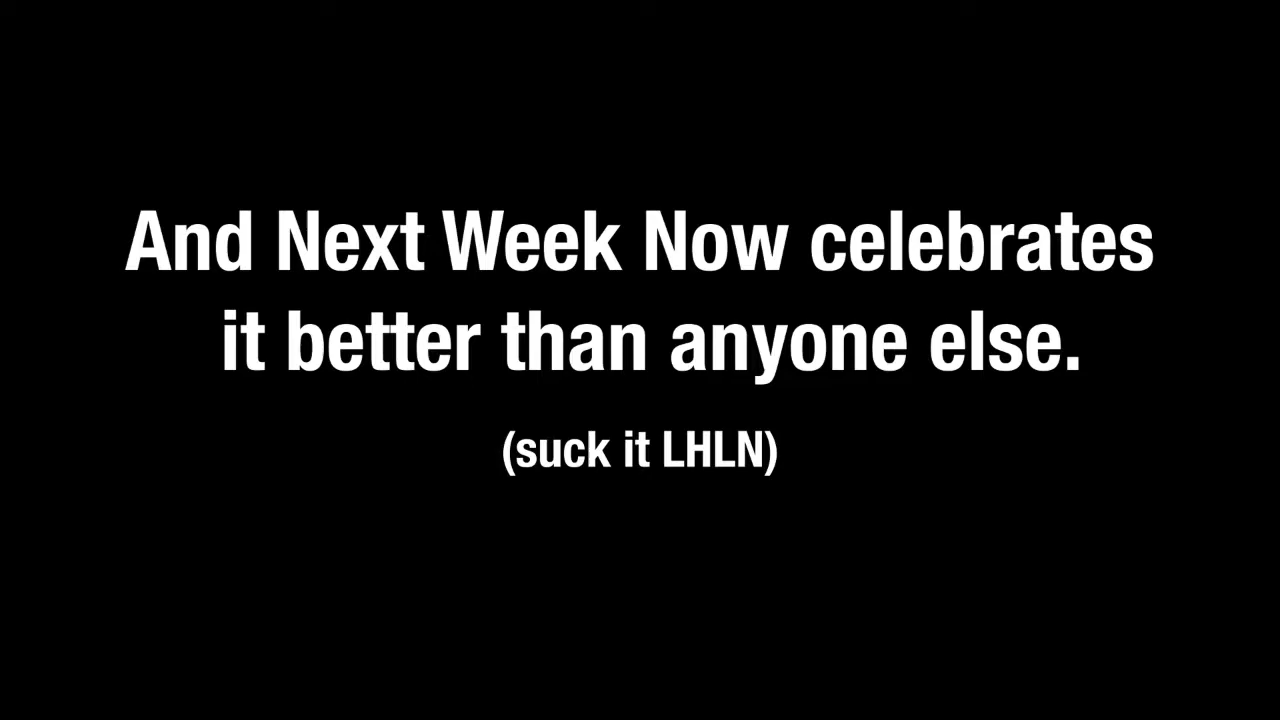 And Next Week Now celebrates
it better than anyone else.
(suck it LHLN)